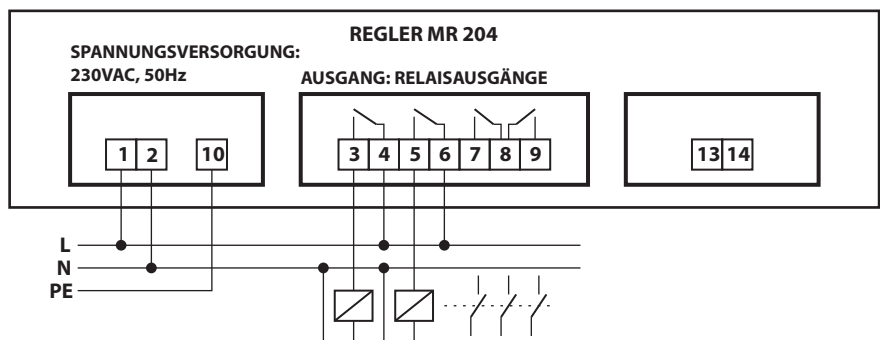 REGLER MR 204
SPANNUNGSVERSORGUNG:
230VAC, 50Hz
AUSGANG: RELAISAUSGÄNGE
1 2 10 3 4 5 6 7 8 9 13 14
L
N
PE